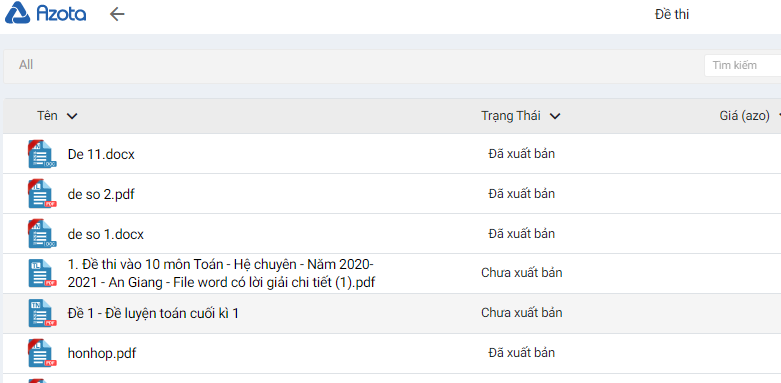 Azota
Đề thi
All
Tìm kiếm
Tên Trạng Thái Giá (azo)
De 11.docx Đã xuất bản
de so 2.pdf Đã xuất bản
de so 1.docx Đã xuất bản
1. Đề thi vào 10 môn Toán - Hệ chuyên - Năm 2020-
2021 - An Giang - File word có lời giải chi tiết (1).pdf Chưa xuất bản
Đề 1 - Đề luyện toán cuối kì 1 Chưa xuất bản
honhop.pdf Đã xuất bản